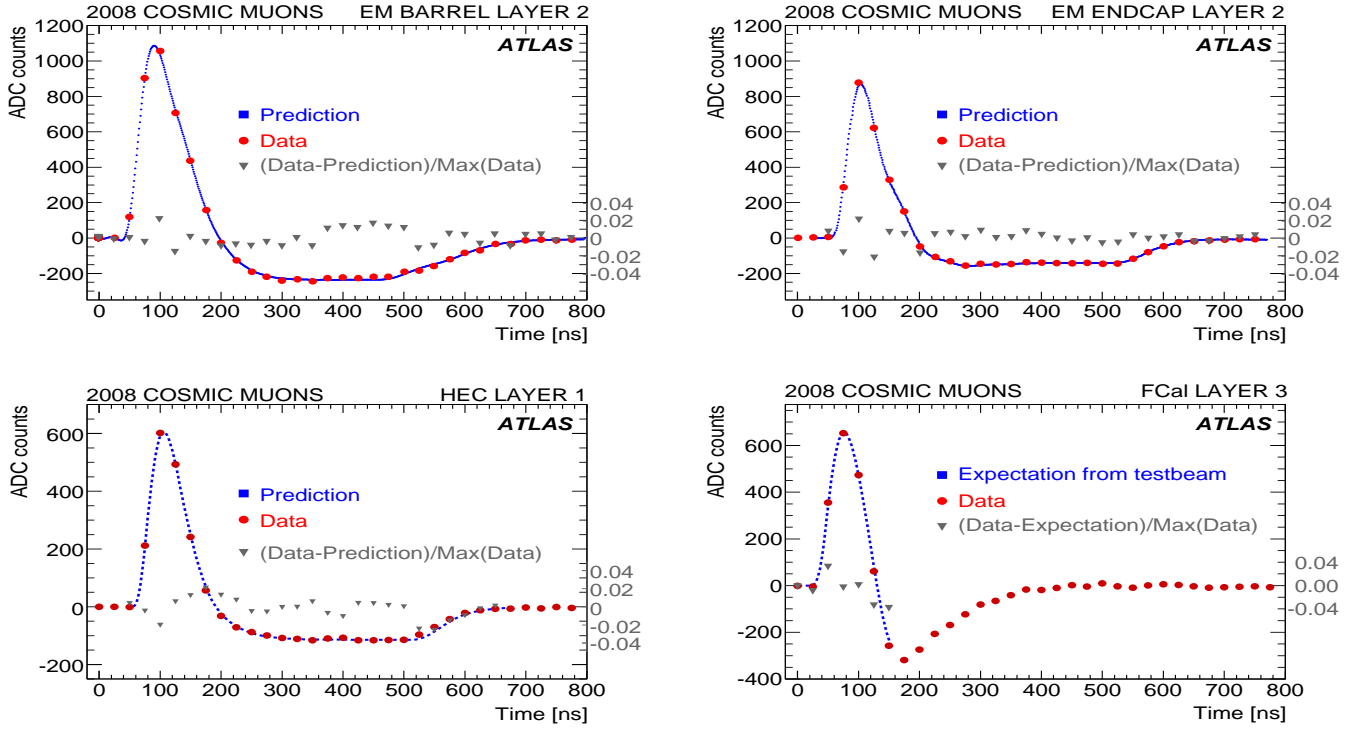 2008 COSMIC MUONS EM BARREL LAYER 2
ADC counts
ATLAS
1200
1000
800
600
400
200
0
-200
Prediction
Data
(Data-Prediction)/Max(Data)
0.04
0.02
0
-0.02
-0.04
0 100 200 300 400 500 600 700 800
Time [ns]
2008 COSMIC MUONS EM ENDCAP LAYER 2
ADC counts
ATLAS
1200
1000
800
600
400
200
0
-200
Prediction
Data
(Data-Prediction)/Max(Data)
0.04
0.02
0
-0.02
-0.04
0 100 200 300 400 500 600 700 800
Time [ns]
2008 COSMIC MUONS HEC LAYER 1
ADC counts
ATLAS
600
400
200
0
-200
Prediction
Data
(Data-Prediction)/Max(Data)
0.04
0.02
0
-0.02
-0.04
0 100 200 300 400 500 600 700 800
Time [ns]
2008 COSMIC MUONS FCal LAYER 3
ADC counts
ATLAS
600
400
200
0
-200
-400
Expectation from testbeam
Data
(Data-Expectation)/Max(Data)
0.04
0.00
-0.04
0 100 200 300 400 500 600 700 800
Time [ns]